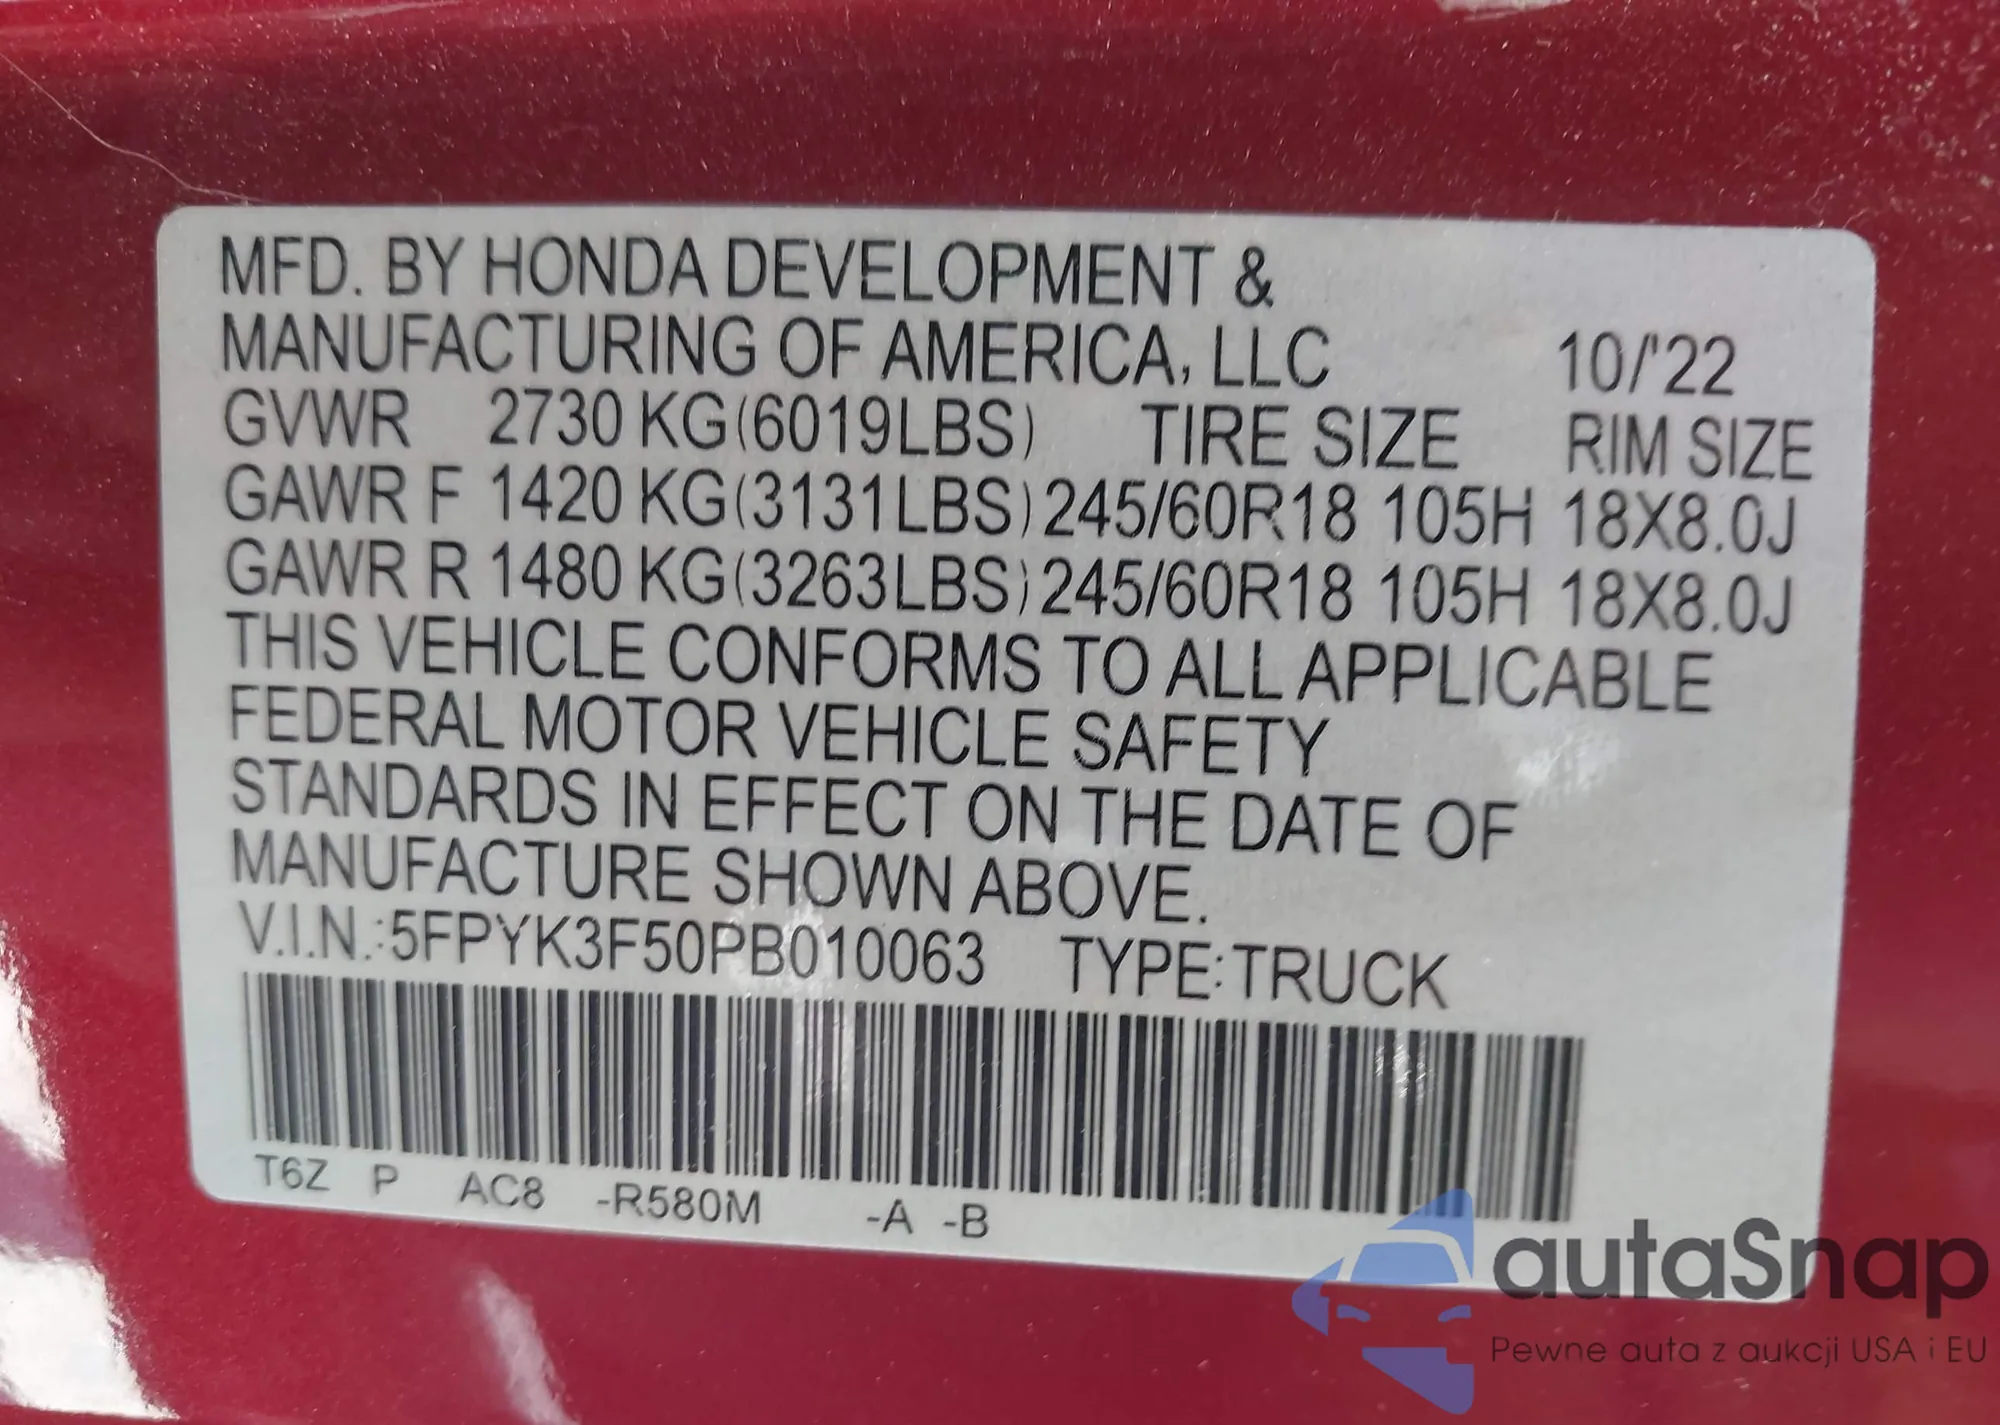 MFD. BY HONDA DEVELOPMENT &
MANUFACTURING OF AMERICA, LLC 10/'22
GVWR 2730 KG(6019LBS) TIRE SIZE RIM SIZE
GAWR F 1420 KG(3131LBS) 245/60R18 105H 18X8.0J
GAWR R 1480 KG(3263LBS) 245/60R18 105H 18X8.0J
THIS VEHICLE CONFORMS TO ALL APPLICABLE
FEDERAL MOTOR VEHICLE SAFETY
STANDARDS IN EFFECT ON THE DATE OF
MANUFACTURE SHOWN ABOVE.
V.I.N.:5FPYK3F50PB010063 TYPE:TRUCK
T6Z P AC8 -R580M -A -B
autaSnap
Pewne auta z aukcji USA i EU